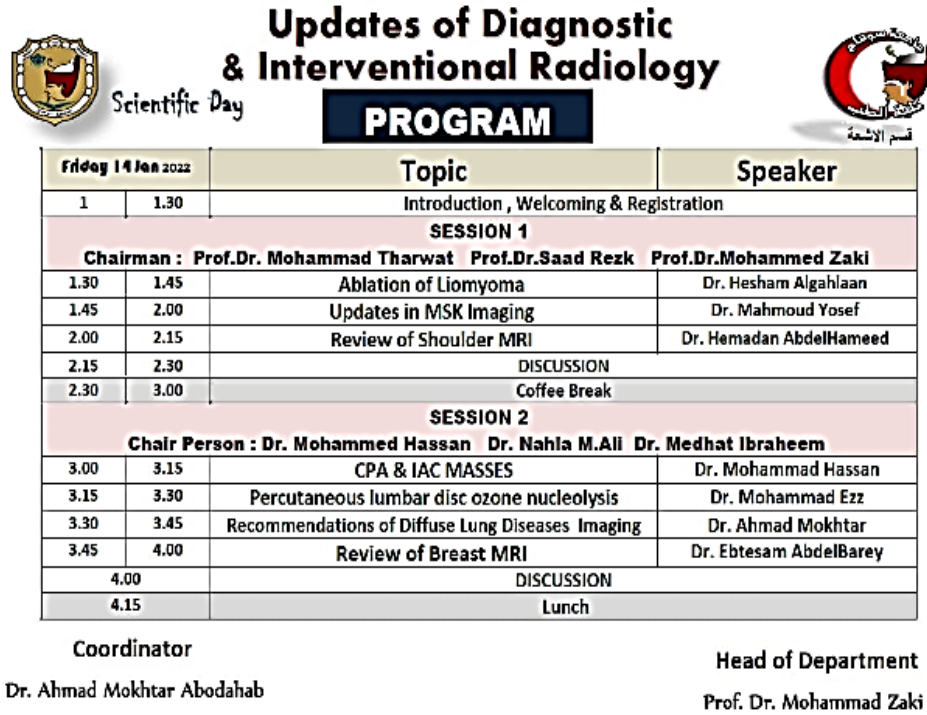 Updates of Diagnostic
& Interventional Radiology
Scientific Day
PROGRAM
جامعة سوهاج
كلية الطب
قسم الاشعة
Friday 14 Jan 2022 Topic Speaker
1 1.30 Introduction , Welcoming & Registration
SESSION 1
Chairman : Prof.Dr. Mohammad Tharwat Prof.Dr.Saad Rezk Prof.Dr.Mohammed Zaki
1.30 1.45 Ablation of Liomyoma Dr. Hesham Algahlaan
1.45 2.00 Updates in MSK Imaging Dr. Mahmoud Yosef
2.00 2.15 Review of Shoulder MRI Dr. Hemadan AbdelHameed
2.15 2.30 DISCUSSION
2.30 3.00 Coffee Break
SESSION 2
Chair Person : Dr. Mohammed Hassan Dr. Nahla M.Ali Dr. Medhat Ibraheem
3.00 3.15 CPA & IAC MASSES Dr. Mohammad Hassan
3.15 3.30 Percutaneous lumbar disc ozone nucleolysis Dr. Mohammad Ezz
3.30 3.45 Recommendations of Diffuse Lung Diseases Imaging Dr. Ahmad Mokhtar
3.45 4.00 Review of Breast MRI Dr. Ebtesam AbdelBarey
4.00 DISCUSSION
4.15 Lunch
Coordinator
Dr. Ahmad Mokhtar Abodahab
Head of Department
Prof. Dr. Mohammad Zaki